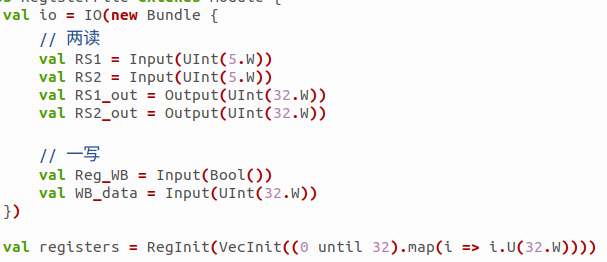 val io = IO(new Bundle {
    // 两读
    val RS1 = Input(UInt(5.W))
    val RS2 = Input(UInt(5.W))
    val RS1_out = Output(UInt(32.W))
    val RS2_out = Output(UInt(32.W))
    // 一写
    val Reg_WB = Input(Bool())
    val WB_data = Input(UInt(32.W))
})
val registers = RegInit(VecInit((0 until 32).map(i => i.U(32.W))))